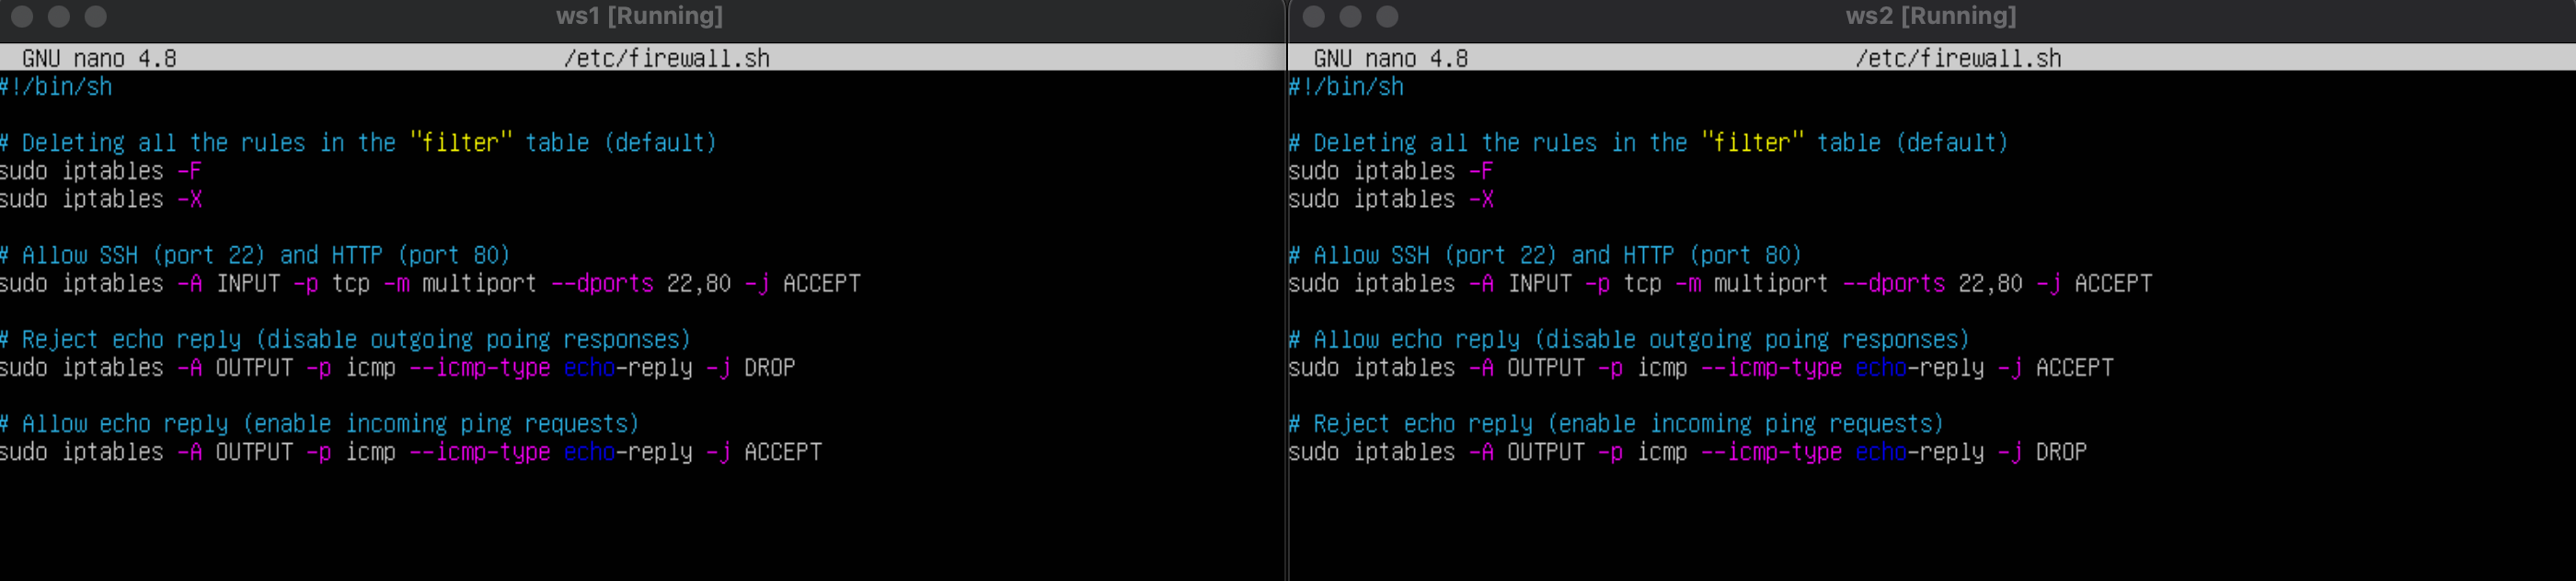 ws1 [Running]
GNU nano 4.8 /etc/firewall.sh
#!/bin/sh
# Deleting all the rules in the "filter" table (default)
sudo iptables -F
sudo iptables -X
# Allow SSH (port 22) and HTTP (port 80)
sudo iptables -A INPUT -p tcp -m multiport --dports 22,80 -j ACCEPT
# Reject echo reply (disable outgoing poing responses)
sudo iptables -A OUTPUT -p icmp --icmp-type echo-reply -j DROP
# Allow echo reply (enable incoming ping requests)
sudo iptables -A OUTPUT -p icmp --icmp-type echo-reply -j ACCEPT
ws2 [Running]
GNU nano 4.8 /etc/firewall.sh
#!/bin/sh
# Deleting all the rules in the "filter" table (default)
sudo iptables -F
sudo iptables -X
# Allow SSH (port 22) and HTTP (port 80)
sudo iptables -A INPUT -p tcp -m multiport --dports 22,80 -j ACCEPT
# Allow echo reply (disable outgoing poing responses)
sudo iptables -A OUTPUT -p icmp --icmp-type echo-reply -j ACCEPT
# Reject echo reply (enable incoming ping requests)
sudo iptables -A OUTPUT -p icmp --icmp-type echo-reply -j DROP